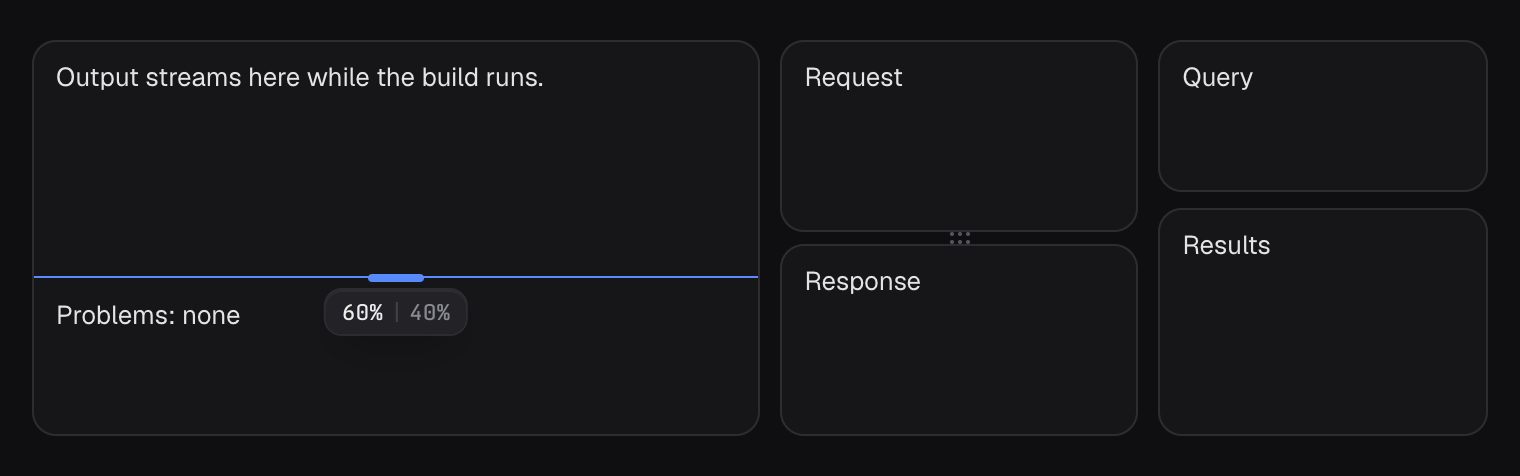 Output streams here while the build runs.
Problems: none
60% | 40%
Request
Response
Query
Results